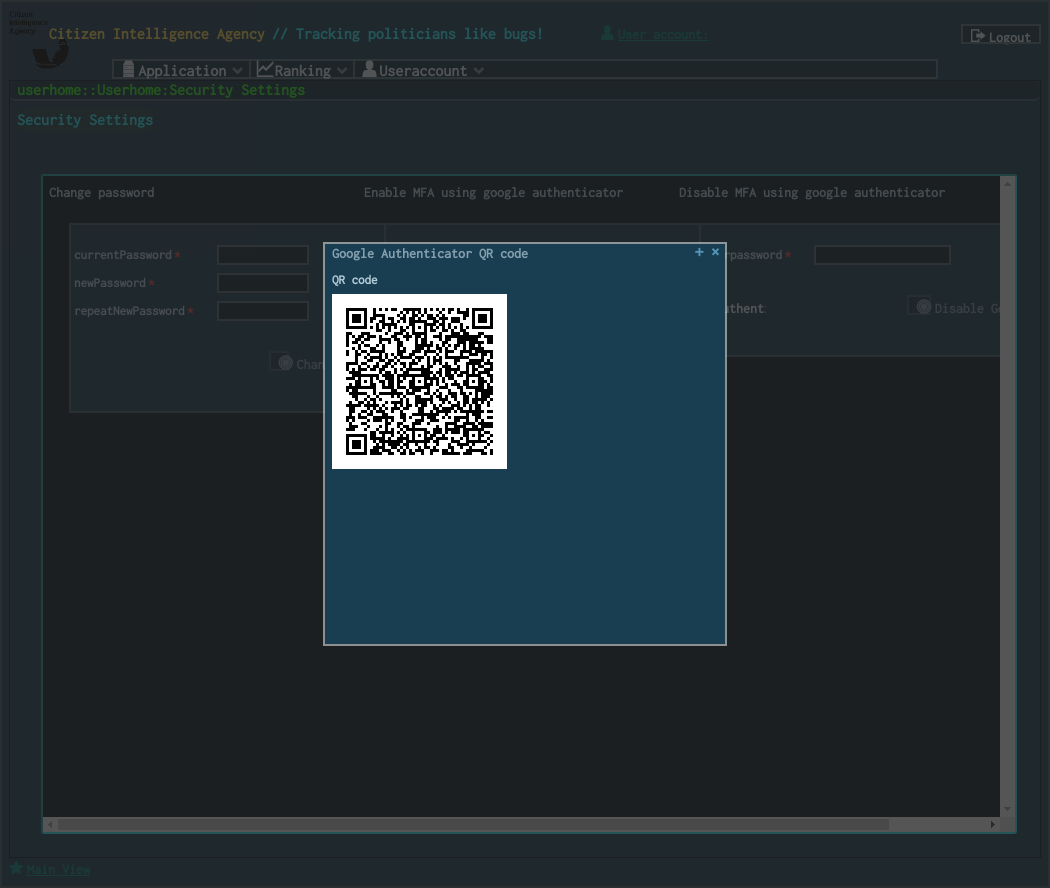 Citizen
Intelligence
Agency
Citizen Intelligence Agency // Tracking politicians like bugs!
User account:
Logout
Application
Ranking
Useraccount
userhome::Userhome:Security Settings
Security Settings
Change password
Enable MFA using google authenticator
Disable MFA using google authenticator
currentPassword*
newPassword*
repeatNewPassword*
Chan
rpassword*
uthent
Disable Go
Google Authenticator QR code
QR code
Main View